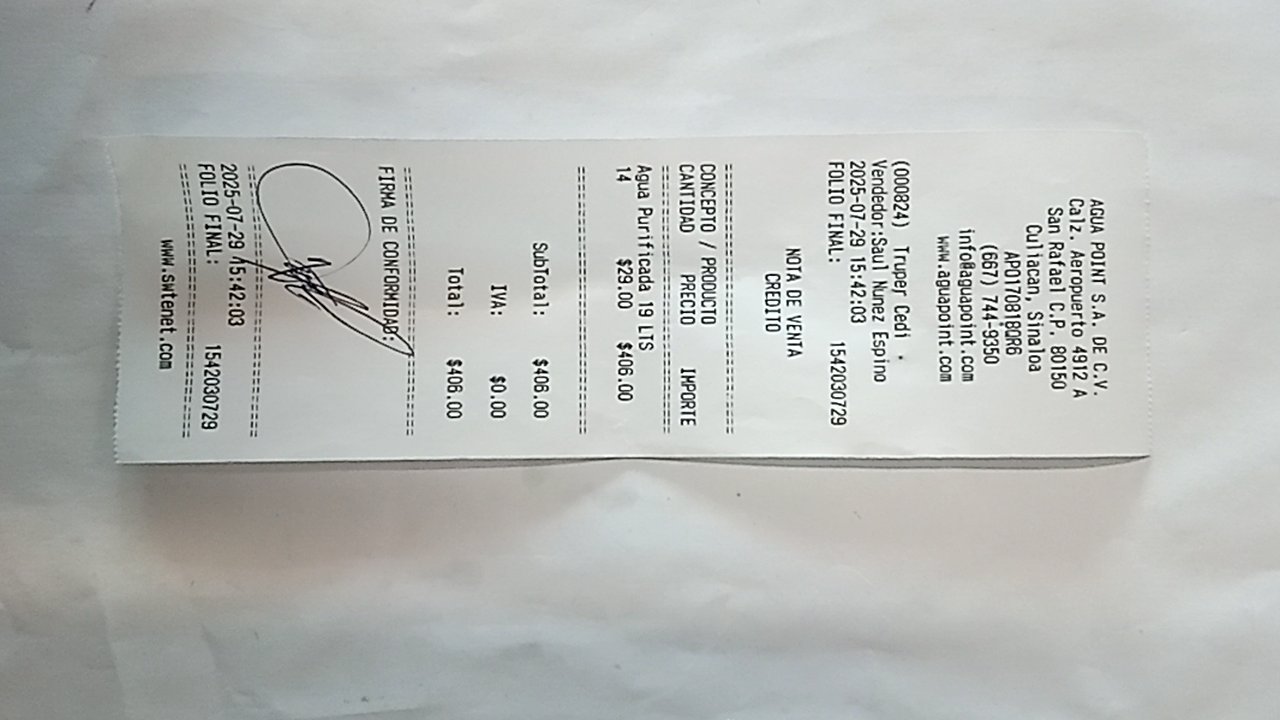 AGUA POINT S.A. DE C.V.
Calz. Aeropuerto 4912 A
San Rafael C.P. 80150
Culiacan, Sinaloa
APO170818QR6
(667) 744-9350
info@aguapoint.com
www.aguapoint.com
NOTA DE VENTA
CREDITO
(000824) Truper Cedi .
Vendedor:Saul Nunez Espino
2025-07-29 15:42:03
FOLIO FINAL: 1542030729
CONCEPTO / PRODUCTO
CANTIDAD PRECIO IMPORTE
Agua Purificada 19 LTS
14 $29.00 $406.00
SubTotal: $406.00
IVA: $0.00
Total: $406.00
FIRMA DE CONFORMIDAD:
2025-07-29 15:42:03
FOLIO FINAL: 1542030729
www.swtenet.com